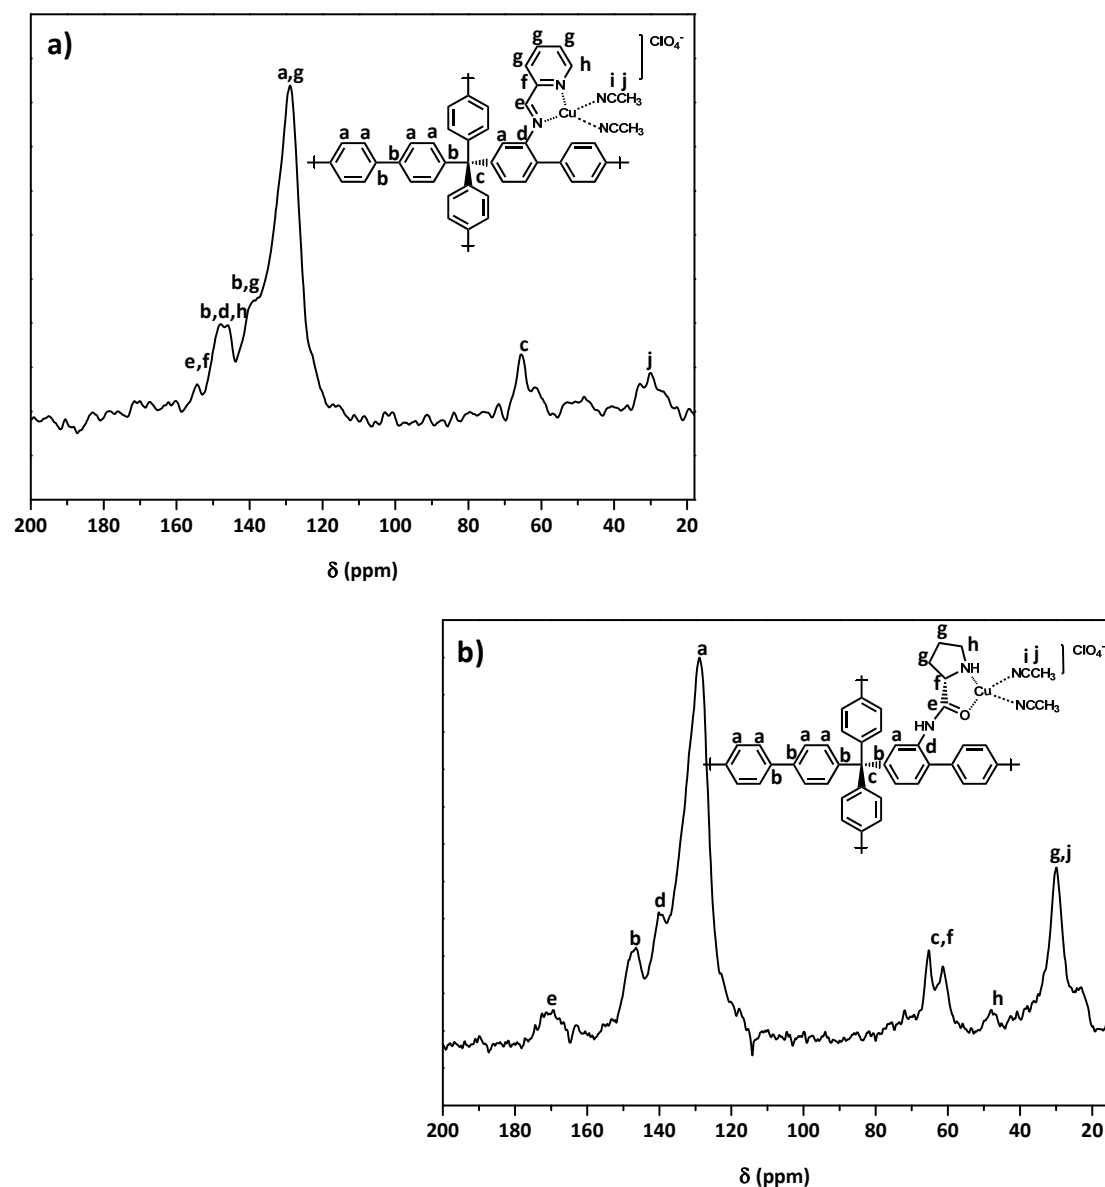 a)
g
g g
ClO₄⁻
a,g
g h
f N
i j
e NCCH₃
Cu
N NCCH₃
a a a a d
a
b b
b c
b,g
b,d,h
e,f
c
j
200 180 160 140 120 100 80 60 40 20
δ (ppm)
b)
a
g
g h
i j
ClO₄⁻
NH NCCH₃
f
Cu
e
O NCCH₃
HN
a a a a a d
b b b
b c
g,j
d
b
c,f
e
h
200 180 160 140 120 100 80 60 40 20
δ (ppm)